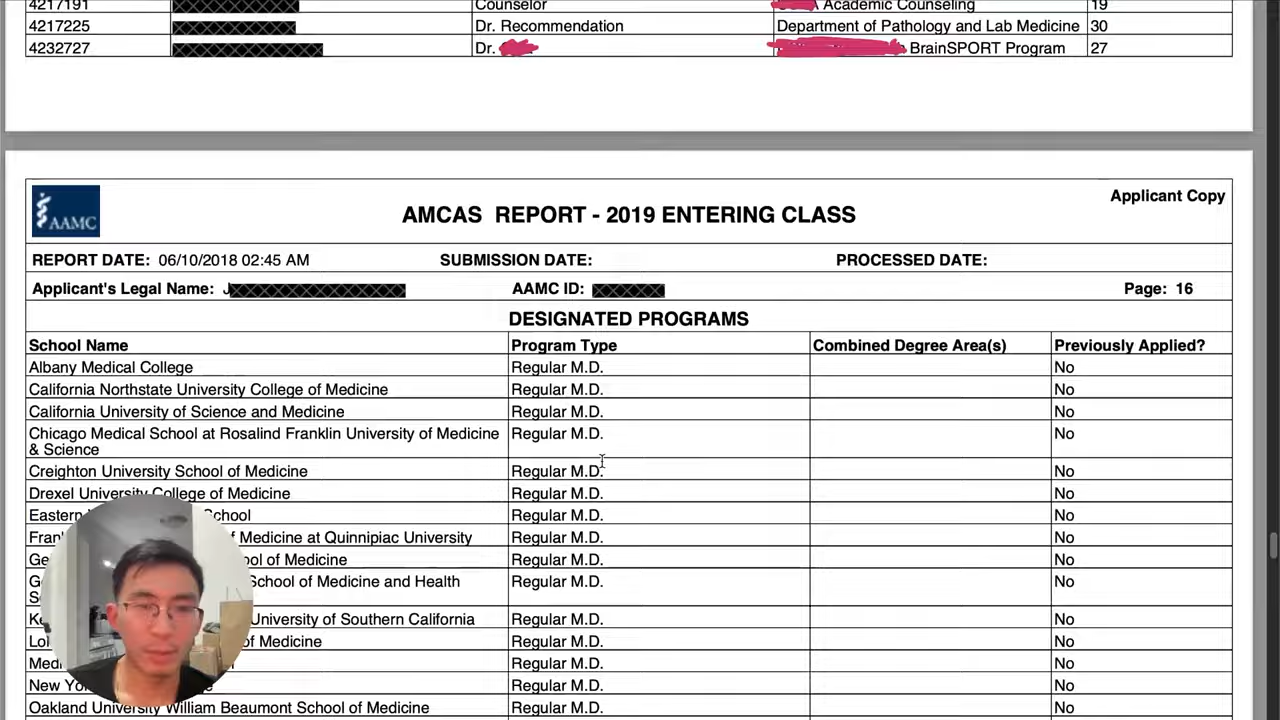 4217191 Counselor Academic Counseling 19
4217225 Dr. Recommendation Department of Pathology and Lab Medicine 30
4232727 Dr. BrainSPORT Program 27
Applicant Copy
AAMC
AMCAS REPORT - 2019 ENTERING CLASS
REPORT DATE: 06/10/2018 02:45 AM SUBMISSION DATE: PROCESSED DATE:
Applicant's Legal Name: J AAMC ID: Page: 16
DESIGNATED PROGRAMS
School Name Program Type Combined Degree Area(s) Previously Applied?
Albany Medical College Regular M.D. No
California Northstate University College of Medicine Regular M.D. No
California University of Science and Medicine Regular M.D. No
Chicago Medical School at Rosalind Franklin University of Medicine Regular M.D. No
& Science
Creighton University School of Medicine Regular M.D. No
Drexel University College of Medicine Regular M.D. No
Eastern School Regular M.D. No
of Medicine at Quinnipiac University Regular M.D. No
School of Medicine Regular M.D. No
School of Medicine and Health Regular M.D. No
University of Southern California Regular M.D. No
of Medicine Regular M.D. No
Regular M.D. No
New Regular M.D. No
Oakland University William Beaumont School of Medicine Regular M.D. No